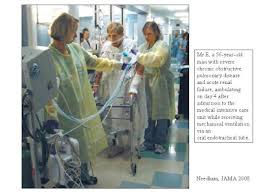 Mr E, a 56-year-old
man with severe
chronic obstructive
pulmonary disease
and acute renal
failure, ambulating
on day 4 after
admission to the
medical intensive care
unit while receiving
mechanical ventilation
via an
oral endotracheal tube.
Needham, JAMA 2008